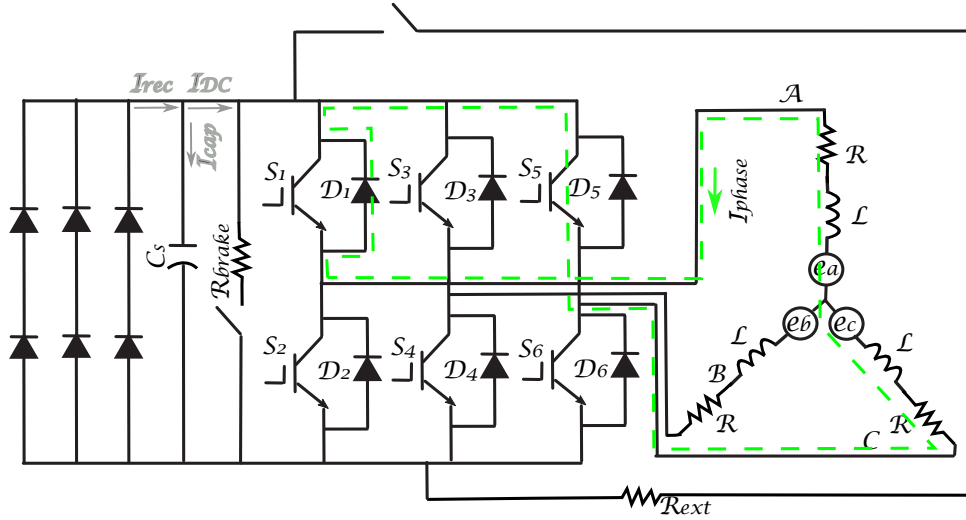 A
Irec IDC
Icap
S1
D1
S3
D3
S5
D5
Iphase
R
L
Cs
Rbrake
ea
eb
ec
L
L
S2
D2
S4
D4
S6
D6
B
R
R
C
Rext